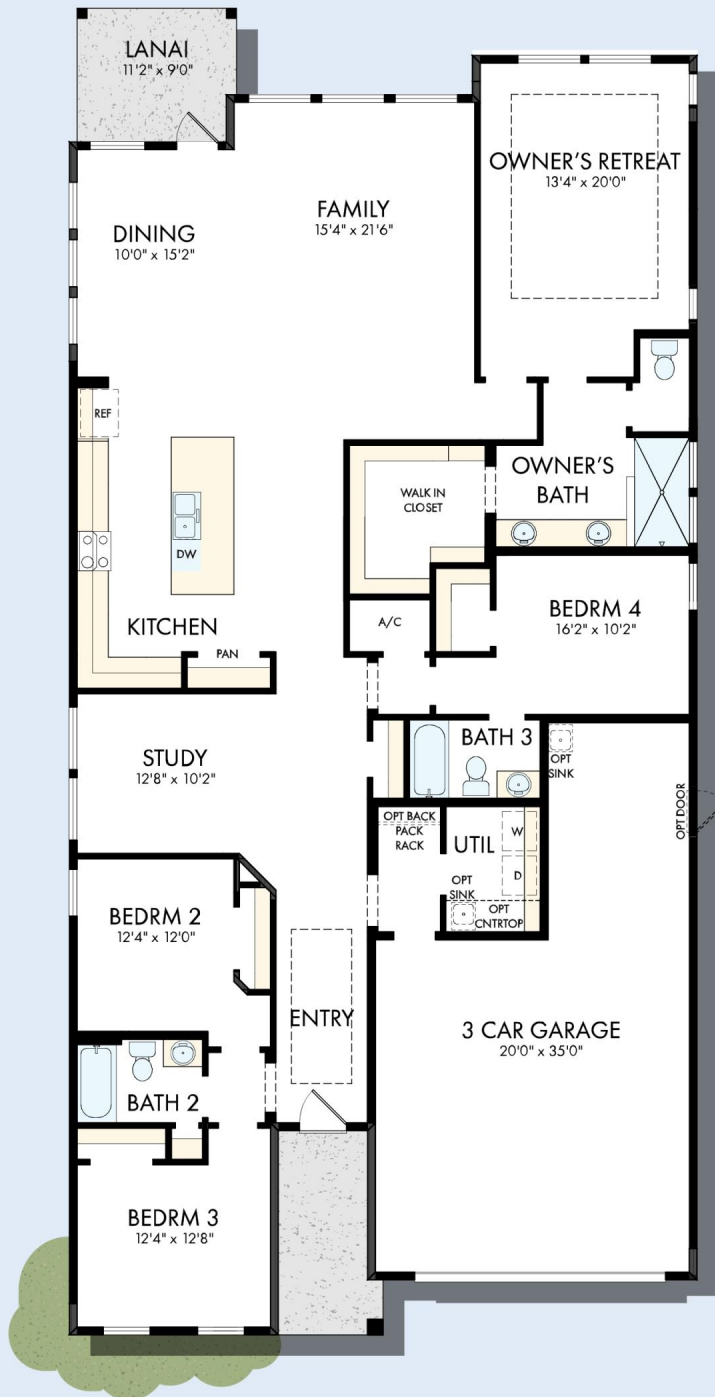 LANAI
11'2" x 9'0"
OWNER'S RETREAT
13'4" x 20'0"
FAMILY
15'4" x 21'6"
DINING
10'0" x 15'2"
REF
OWNER'S
BATH
WALK IN
CLOSET
DW
BEDRM 4
16'2" x 10'2"
KITCHEN
A/C
PAN
STUDY
12'8" x 10'2"
BATH 3
OPT
SINK
OPT DOOR
OPT BACK
PACK
RACK
UTIL
W
D
OPT
SINK
OPT
CNTRTOP
BEDRM 2
12'4" x 12'0"
ENTRY
3 CAR GARAGE
20'0" x 35'0"
BATH 2
BEDRM 3
12'4" x 12'8"